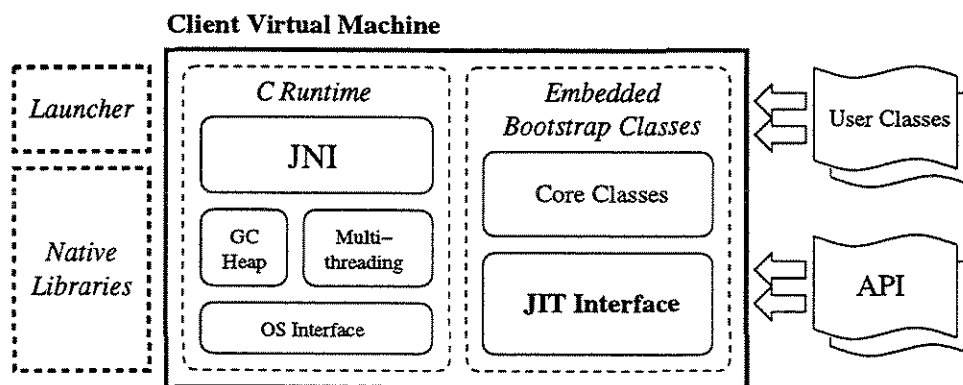 Client Virtual Machine
Launcher
Native
Libraries
C Runtime
JNI
GC
Heap
Multi–
threading
OS Interface
Embedded
Bootstrap Classes
Core Classes
JIT Interface
User Classes
API